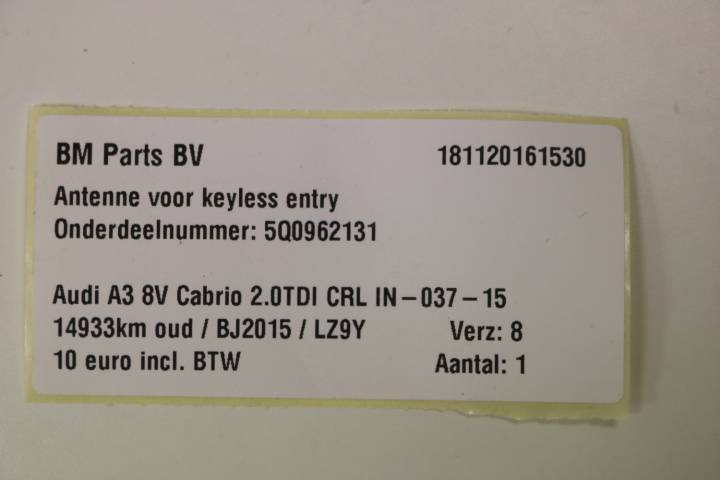 BM Parts BV 181120161530
Antenne voor keyless entry
Onderdeelnummer: 5Q0962131
Audi A3 8V Cabrio 2.0TDI CRL IN-037-15
14933km oud / BJ2015 / LZ9Y Verz: 8
10 euro incl. BTW Aantal: 1